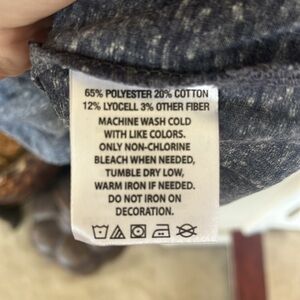 65% POLYESTER 20% COTTON
12% LYOCELL 3% OTHER FIBER
MACHINE WASH COLD
WITH LIKE COLORS.
ONLY NON-CHLORINE
BLEACH WHEN NEEDED,
TUMBLE DRY LOW,
WARM IRON IF NEEDED.
DO NOT IRON ON
DECORATION.